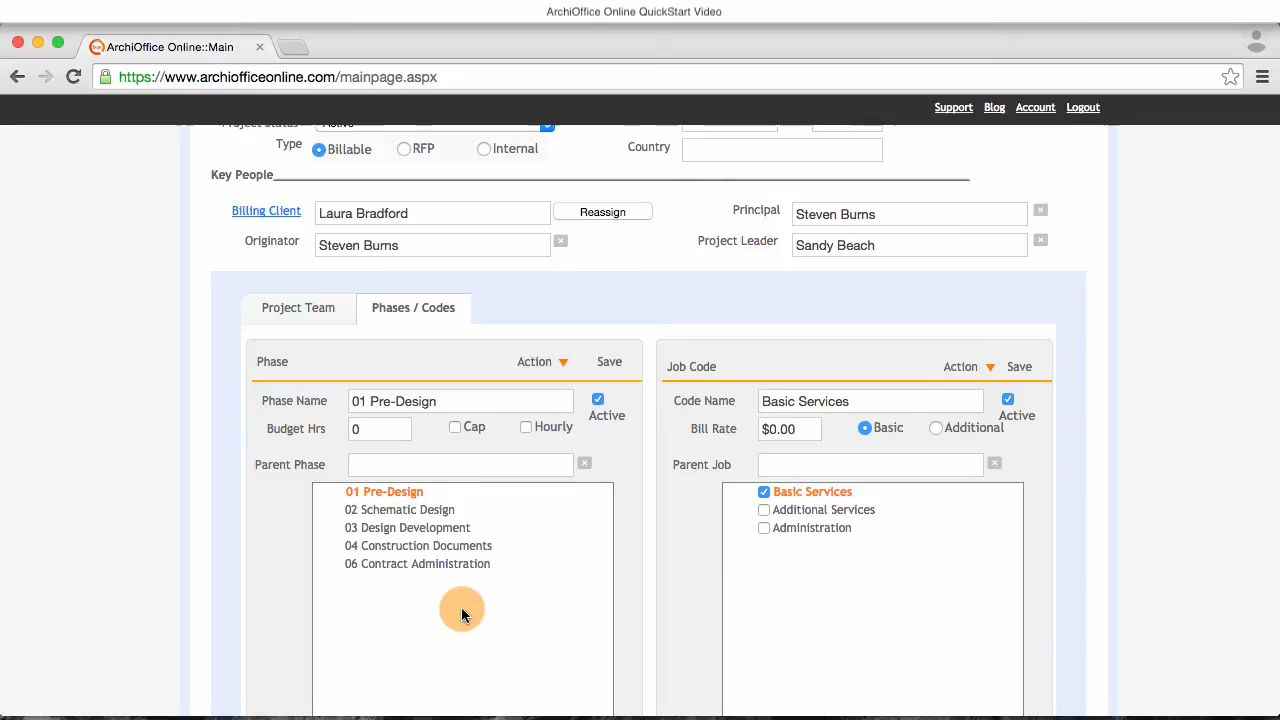 ArchiOffice Online QuickStart Video
ArchiOffice Online::Main
https://www.archiofficeonline.com/mainpage.aspx
Support Blog Account Logout
Project Status Active
Type Billable RFP Internal Country
Key People
Billing Client Laura Bradford Reassign Principal Steven Burns
Originator Steven Burns Project Leader Sandy Beach
Project Team Phases / Codes
Phase Action Save
Phase Name 01 Pre-Design Active
Budget Hrs 0 Cap Hourly
Parent Phase
01 Pre-Design
02 Schematic Design
03 Design Development
04 Construction Documents
06 Contract Administration
Job Code Action Save
Code Name Basic Services Active
Bill Rate $0.00 Basic Additional
Parent Job
Basic Services
Additional Services
Administration